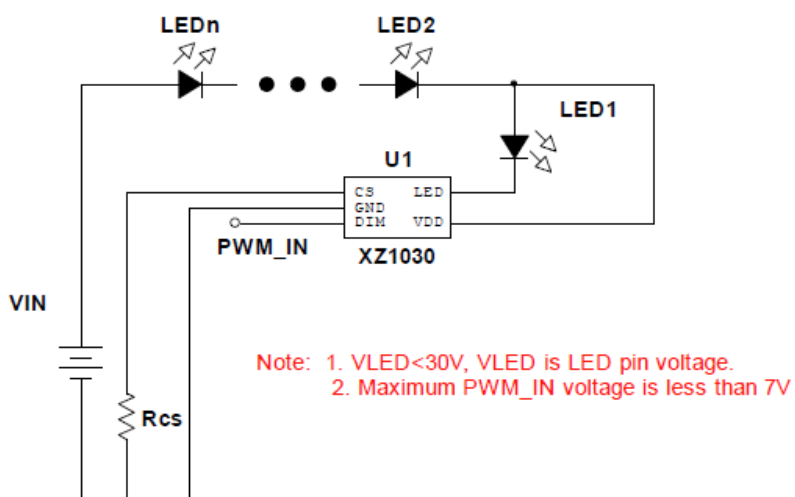 LEDn
LED2
LED1
U1
CS LED
GND
DIM VDD
PWM_IN
XZ1030
VIN
Note: 1. VLED<30V, VLED is LED pin voltage.
2. Maximum PWM_IN voltage is less than 7V
Rcs